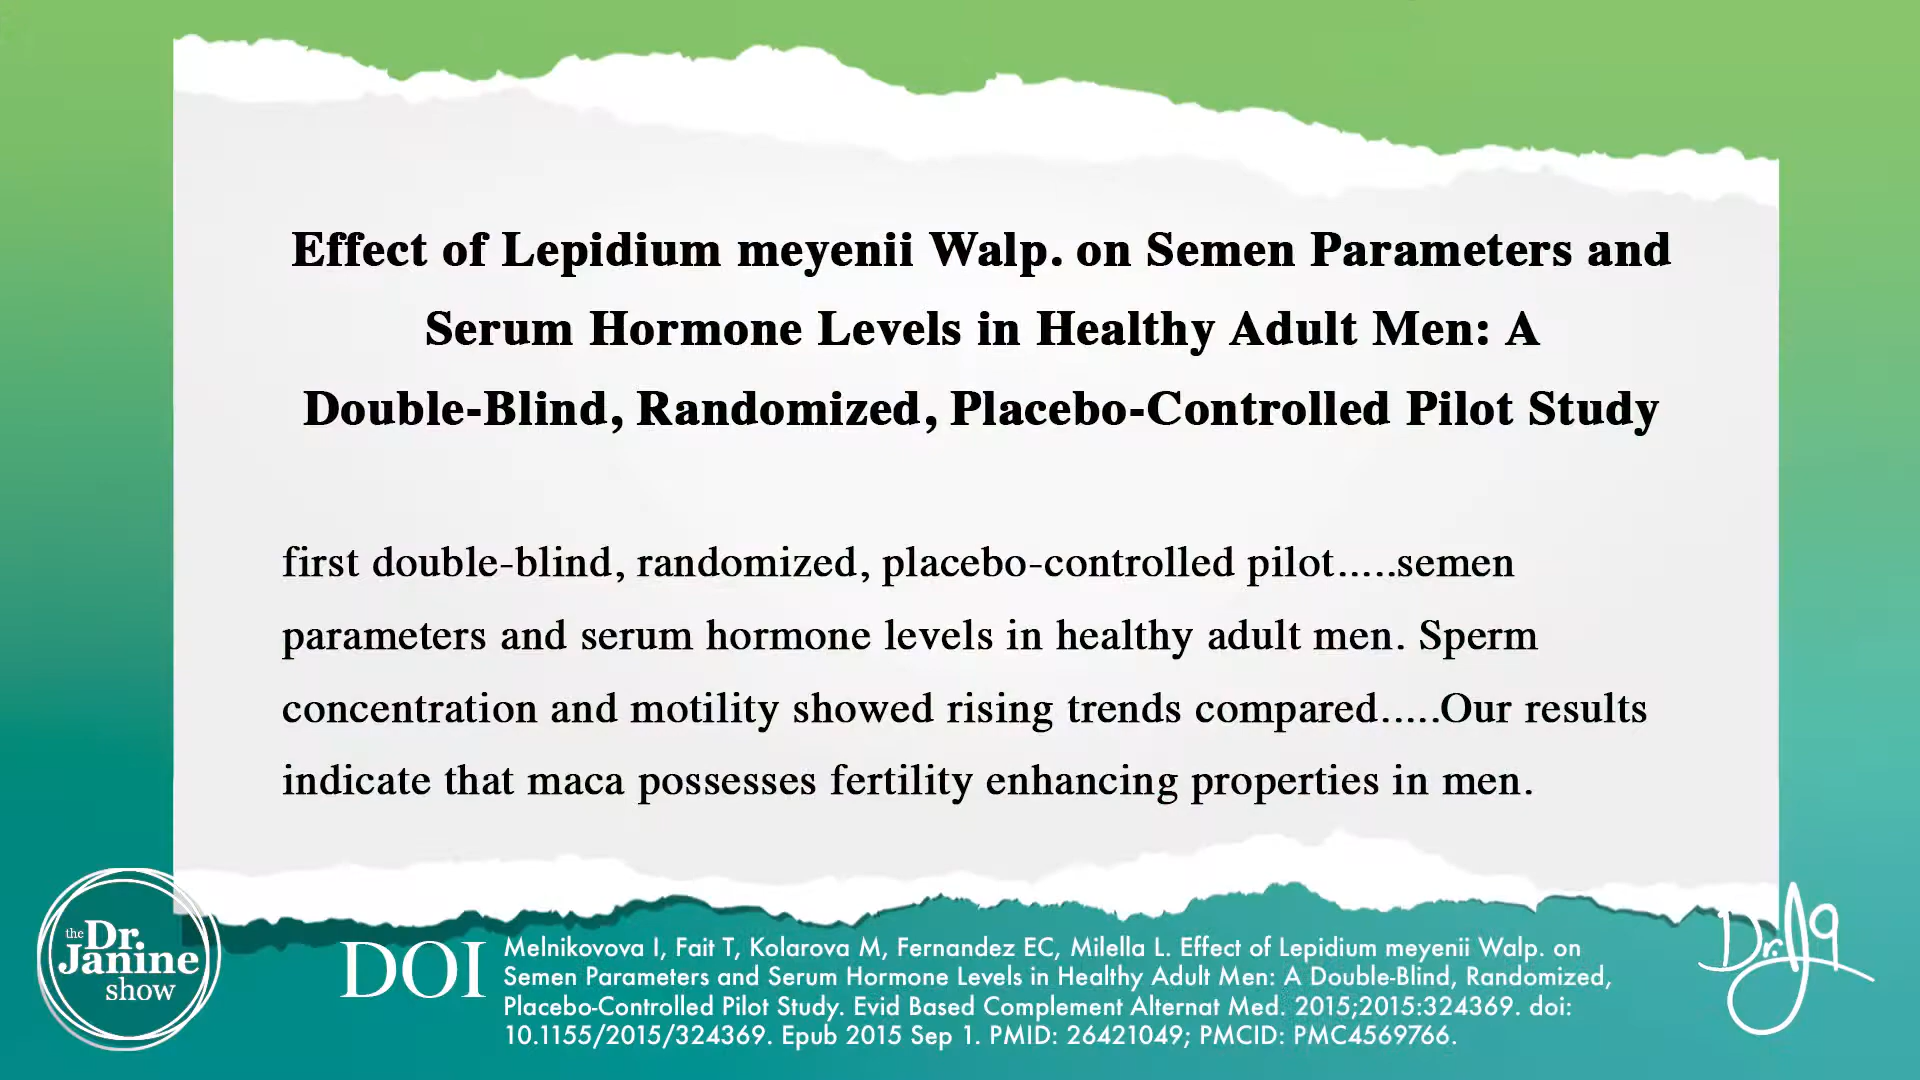 Effect of Lepidium meyenii Walp. on Semen Parameters and
Serum Hormone Levels in Healthy Adult Men: A
Double-Blind, Randomized, Placebo-Controlled Pilot Study
first double-blind, randomized, placebo-controlled pilot.....semen
parameters and serum hormone levels in healthy adult men. Sperm
concentration and motility showed rising trends compared.....Our results
indicate that maca possesses fertility enhancing properties in men.
the Dr.
Janine
show
DOI
Melnikovova I, Fait T, Kolarova M, Fernandez EC, Milella L. Effect of Lepidium meyenii Walp. on
Semen Parameters and Serum Hormone Levels in Healthy Adult Men: A Double-Blind, Randomized,
Placebo-Controlled Pilot Study. Evid Based Complement Alternat Med. 2015;2015:324369. doi:
10.1155/2015/324369. Epub 2015 Sep 1. PMID: 26421049; PMCID: PMC4569766.
Dr.